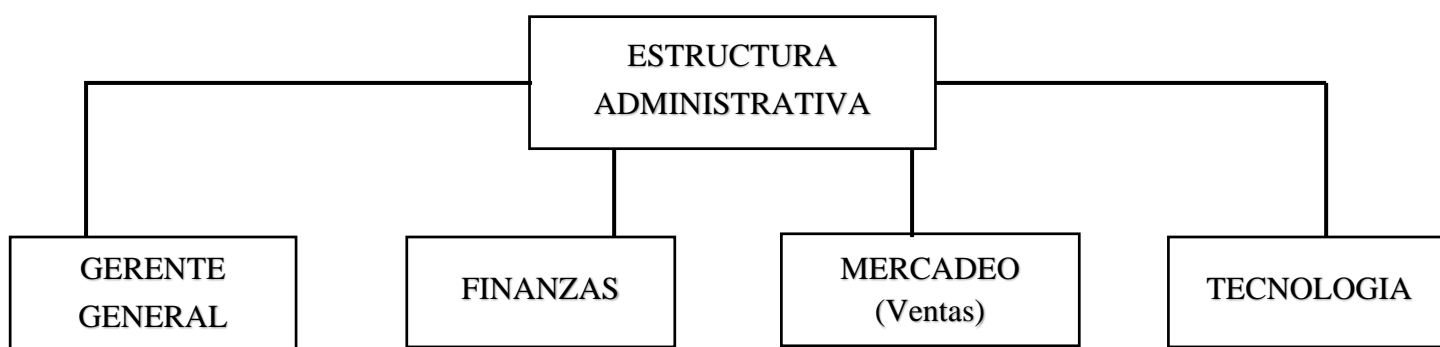 ESTRUCTURA
ADMINISTRATIVA
GERENTE
GENERAL
FINANZAS
MERCADEO
(Ventas)
TECNOLOGIA